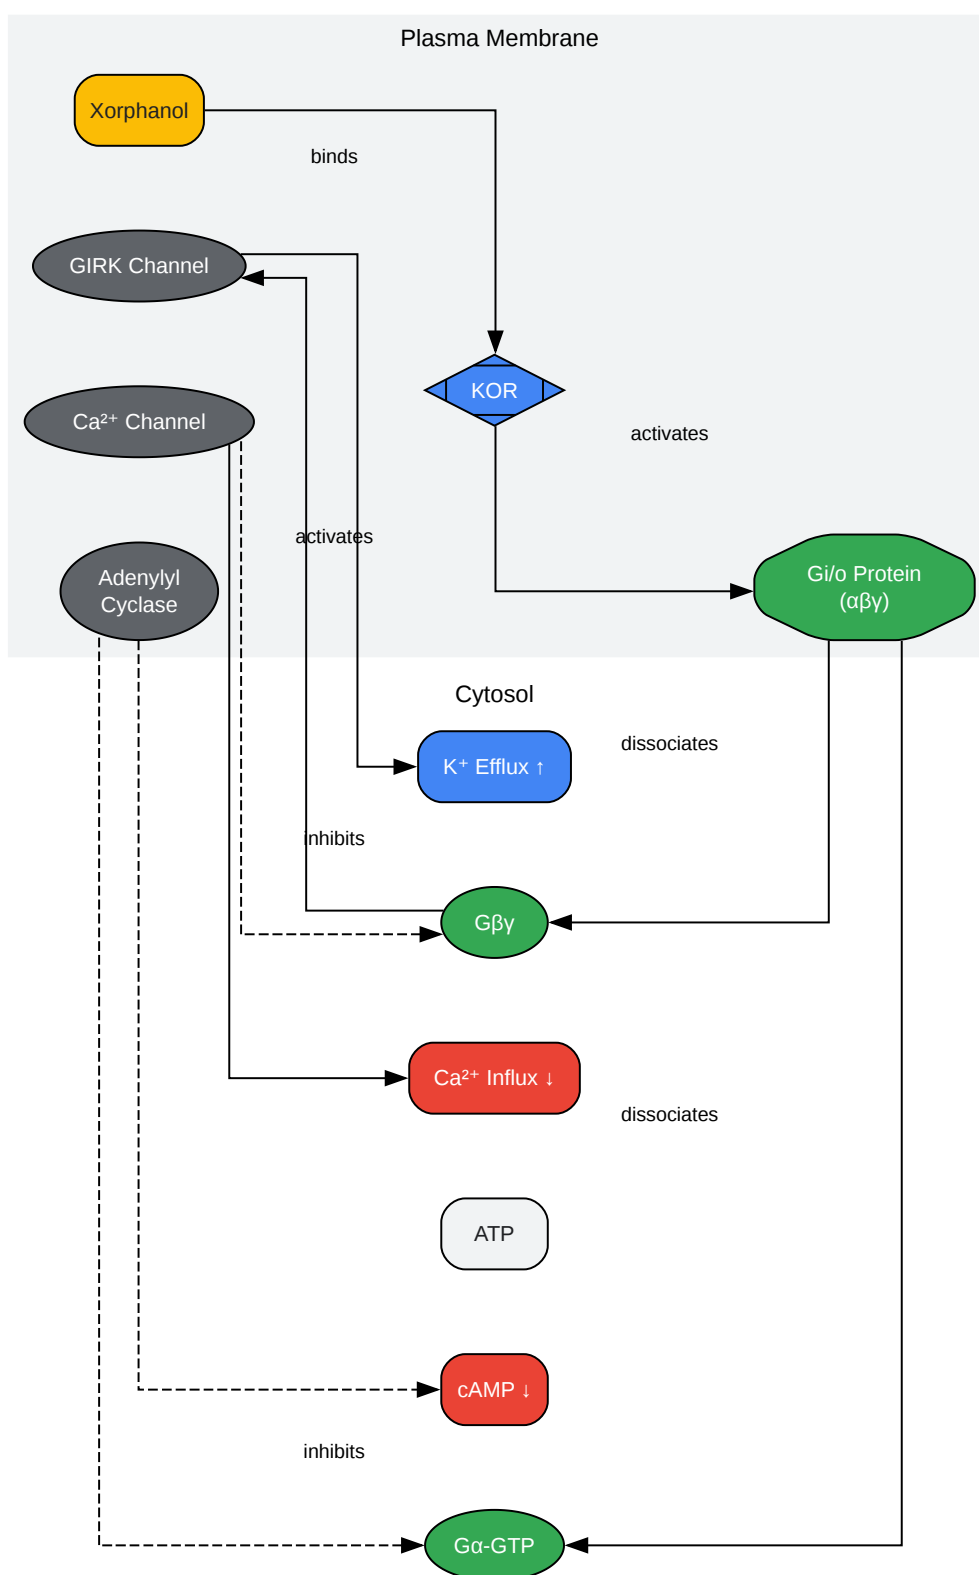 Plasma Membrane
Xorphanol
binds
GIRK Channel
KOR
Ca²⁺ Channel
activates
activates
Adenylyl
Cyclase
Gi/o Protein
(αβγ)
Cytosol
dissociates
K⁺ Efflux ↑
inhibits
Gβγ
Ca²⁺ Influx ↓
dissociates
ATP
cAMP ↓
inhibits
Gα-GTP